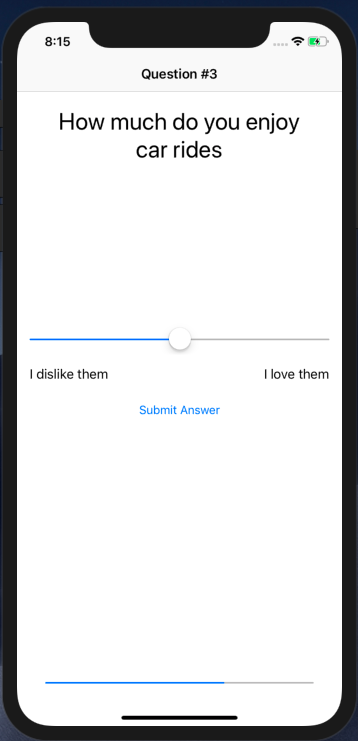 8:15
Question #3
How much do you enjoy
car rides
I dislike them I love them
Submit Answer